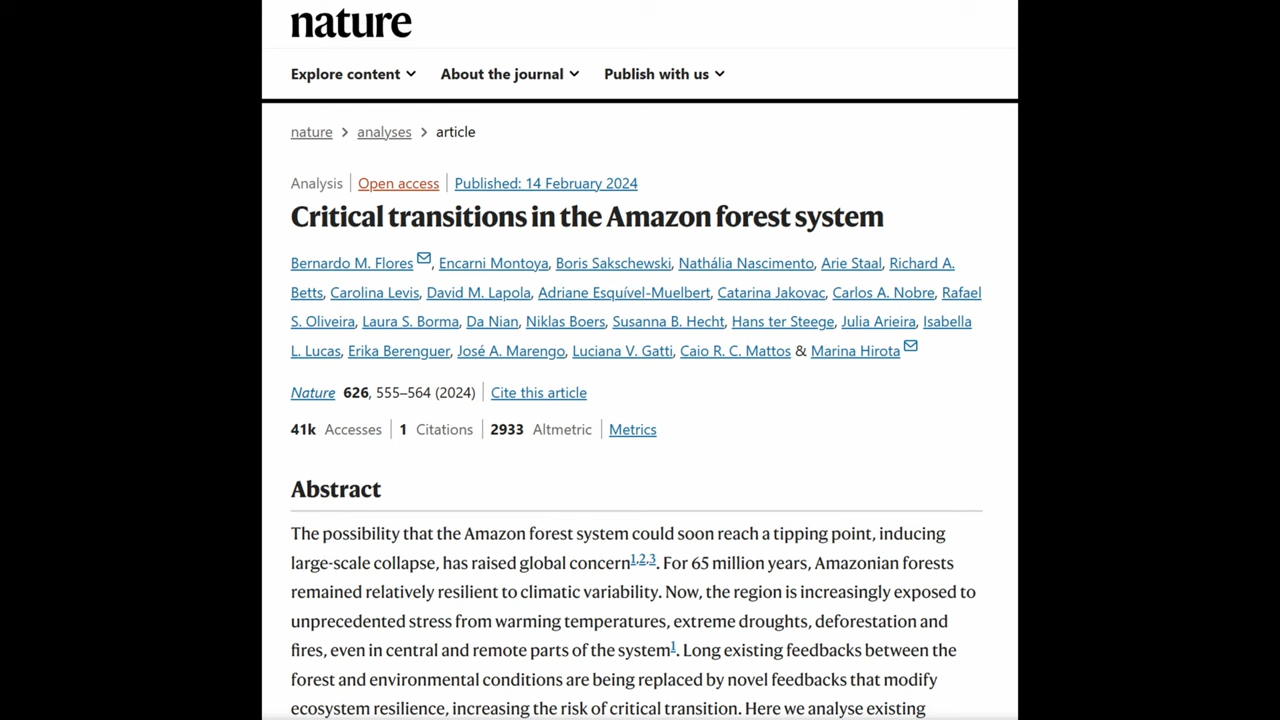 nature
Explore content About the journal Publish with us
nature > analyses > article
Analysis | Open access | Published: 14 February 2024
Critical transitions in the Amazon forest system
Bernardo M. Flores, Encarni Montoya, Boris Sakschewski, Nathália Nascimento, Arie Staal, Richard A.
Betts, Carolina Levis, David M. Lapola, Adriane Esquível-Muelbert, Catarina Jakovac, Carlos A. Nobre, Rafael
S. Oliveira, Laura S. Borma, Da Nian, Niklas Boers, Susanna B. Hecht, Hans ter Steege, Julia Arieira, Isabella
L. Lucas, Erika Berenguer, José A. Marengo, Luciana V. Gatti, Caio R. C. Mattos & Marina Hirota
Nature 626, 555–564 (2024) | Cite this article
41k Accesses | 1 Citations | 2933 Altmetric | Metrics
Abstract
The possibility that the Amazon forest system could soon reach a tipping point, inducing
large-scale collapse, has raised global concern1,2,3. For 65 million years, Amazonian forests
remained relatively resilient to climatic variability. Now, the region is increasingly exposed to
unprecedented stress from warming temperatures, extreme droughts, deforestation and
fires, even in central and remote parts of the system1. Long existing feedbacks between the
forest and environmental conditions are being replaced by novel feedbacks that modify
ecosystem resilience, increasing the risk of critical transition. Here we analyse existing